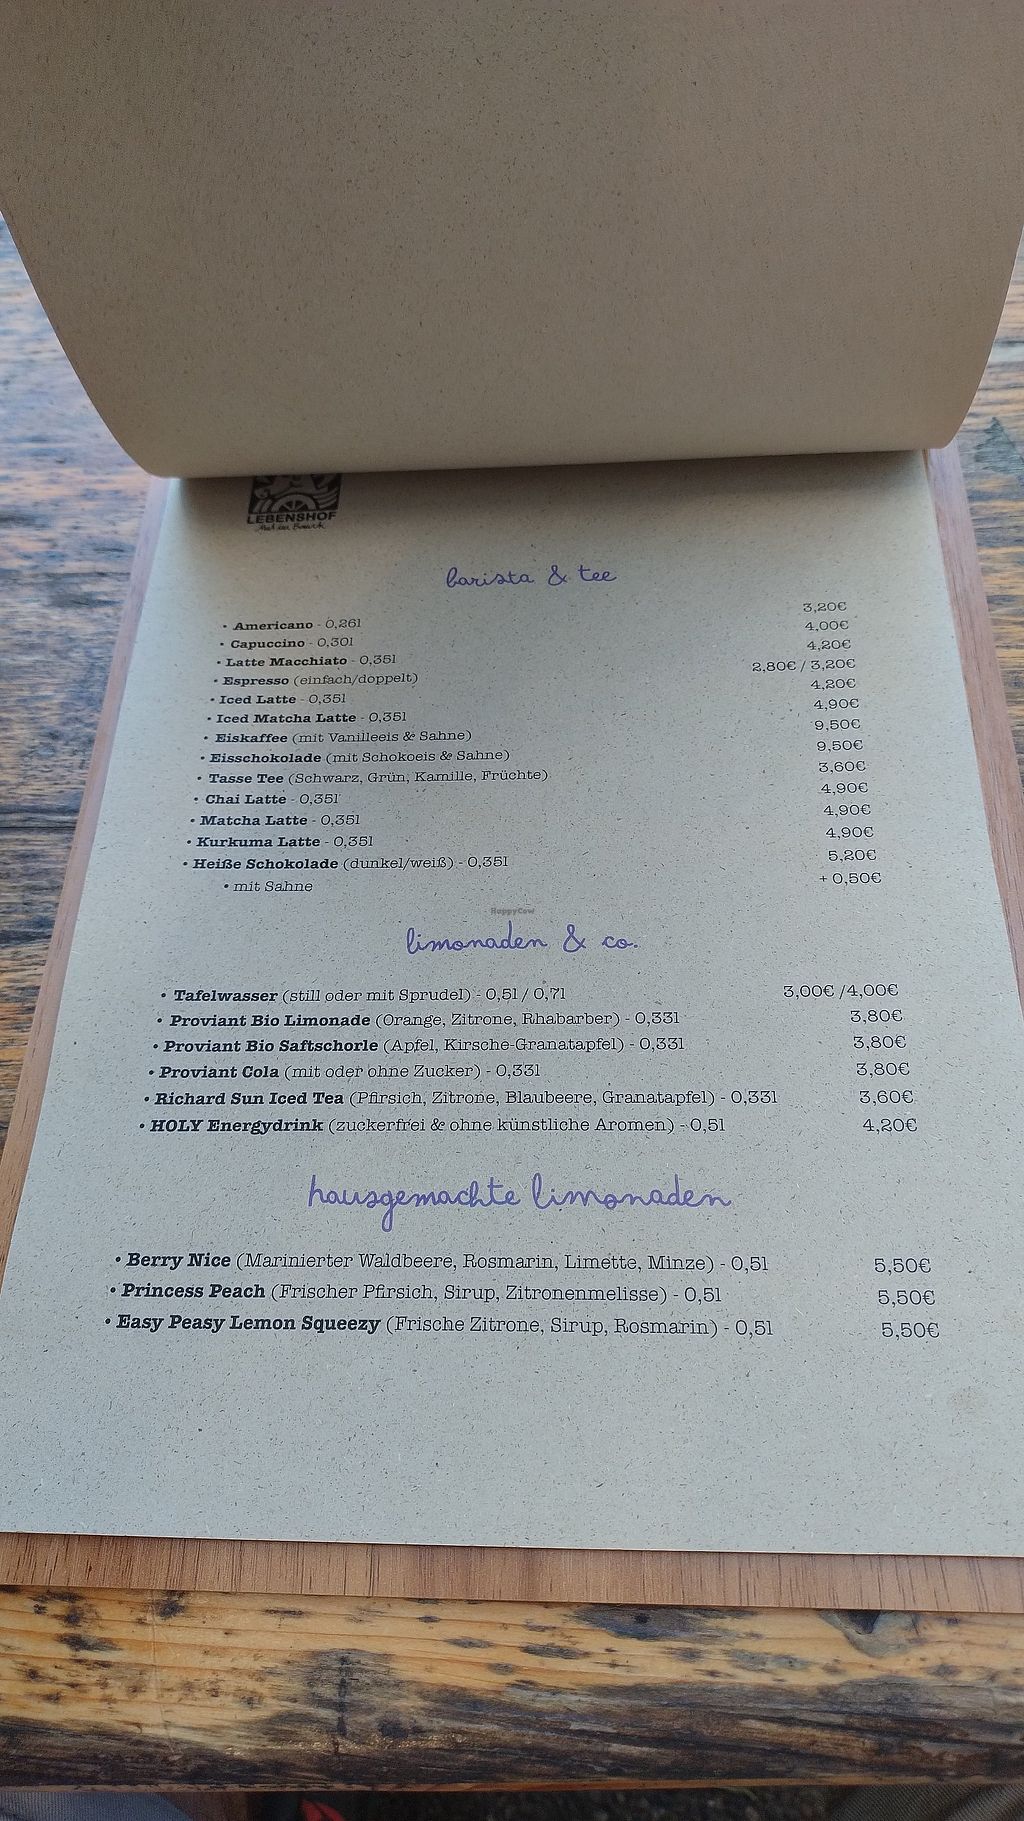 LEBENSHOF
barista & tee
• Americano - 0,26l 3,20€
• Capuccino - 0,30l 4,00€
• Latte Macchiato - 0,35l 4,20€
• Espresso (einfach/doppelt) 2,80€ / 3,20€
• Iced Latte - 0,35l 4,20€
• Iced Matcha Latte - 0,35l 4,90€
• Eiskaffee (mit Vanilleeis & Sahne) 9,50€
• Eisschokolade (mit Schokoeis & Sahne) 9,50€
• Tasse Tee (Schwarz, Grün, Kamille, Früchte) 3,60€
• Chai Latte - 0,35l 4,90€
• Matcha Latte - 0,35l 4,90€
• Kurkuma Latte - 0,35l 4,90€
• Heiße Schokolade (dunkel/weiß) - 0,35l 5,20€
• mit Sahne + 0,50€
HappyCow
limonaden & co.
• Tafelwasser (still oder mit Sprudel) - 0,5l / 0,7l 3,00€ /4,00€
• Proviant Bio Limonade (Orange, Zitrone, Rhabarber) - 0,33l 3,80€
• Proviant Bio Saftschorle (Apfel, Kirsche-Granatapfel) - 0,33l 3,80€
• Proviant Cola (mit oder ohne Zucker) - 0,33l 3,80€
• Richard Sun Iced Tea (Pfirsich, Zitrone, Blaubeere, Granatapfel) - 0,33l 3,60€
• HOLY Energydrink (zuckerfrei & ohne künstliche Aromen) - 0,5l 4,20€
hausgemachte limonaden
• Berry Nice (Marinierter Waldbeere, Rosmarin, Limette, Minze) - 0,5l 5,50€
• Princess Peach (Frischer Pfirsich, Sirup, Zitronenmelisse) - 0,5l 5,50€
• Easy Peasy Lemon Squeezy (Frische Zitrone, Sirup, Rosmarin) - 0,5l 5,50€